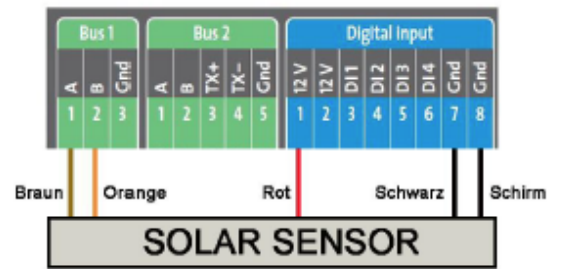 Bus 1 Bus 2 Digital Input
A B Gnd A B TX+ TX– Gnd 12 V 12 V DI 1 DI 2 DI 3 DI 4 Gnd Gnd
1 2 3 1 2 3 4 5 1 2 3 4 5 6 7 8
Braun Orange Rot Schwarz Schirm
SOLAR SENSOR